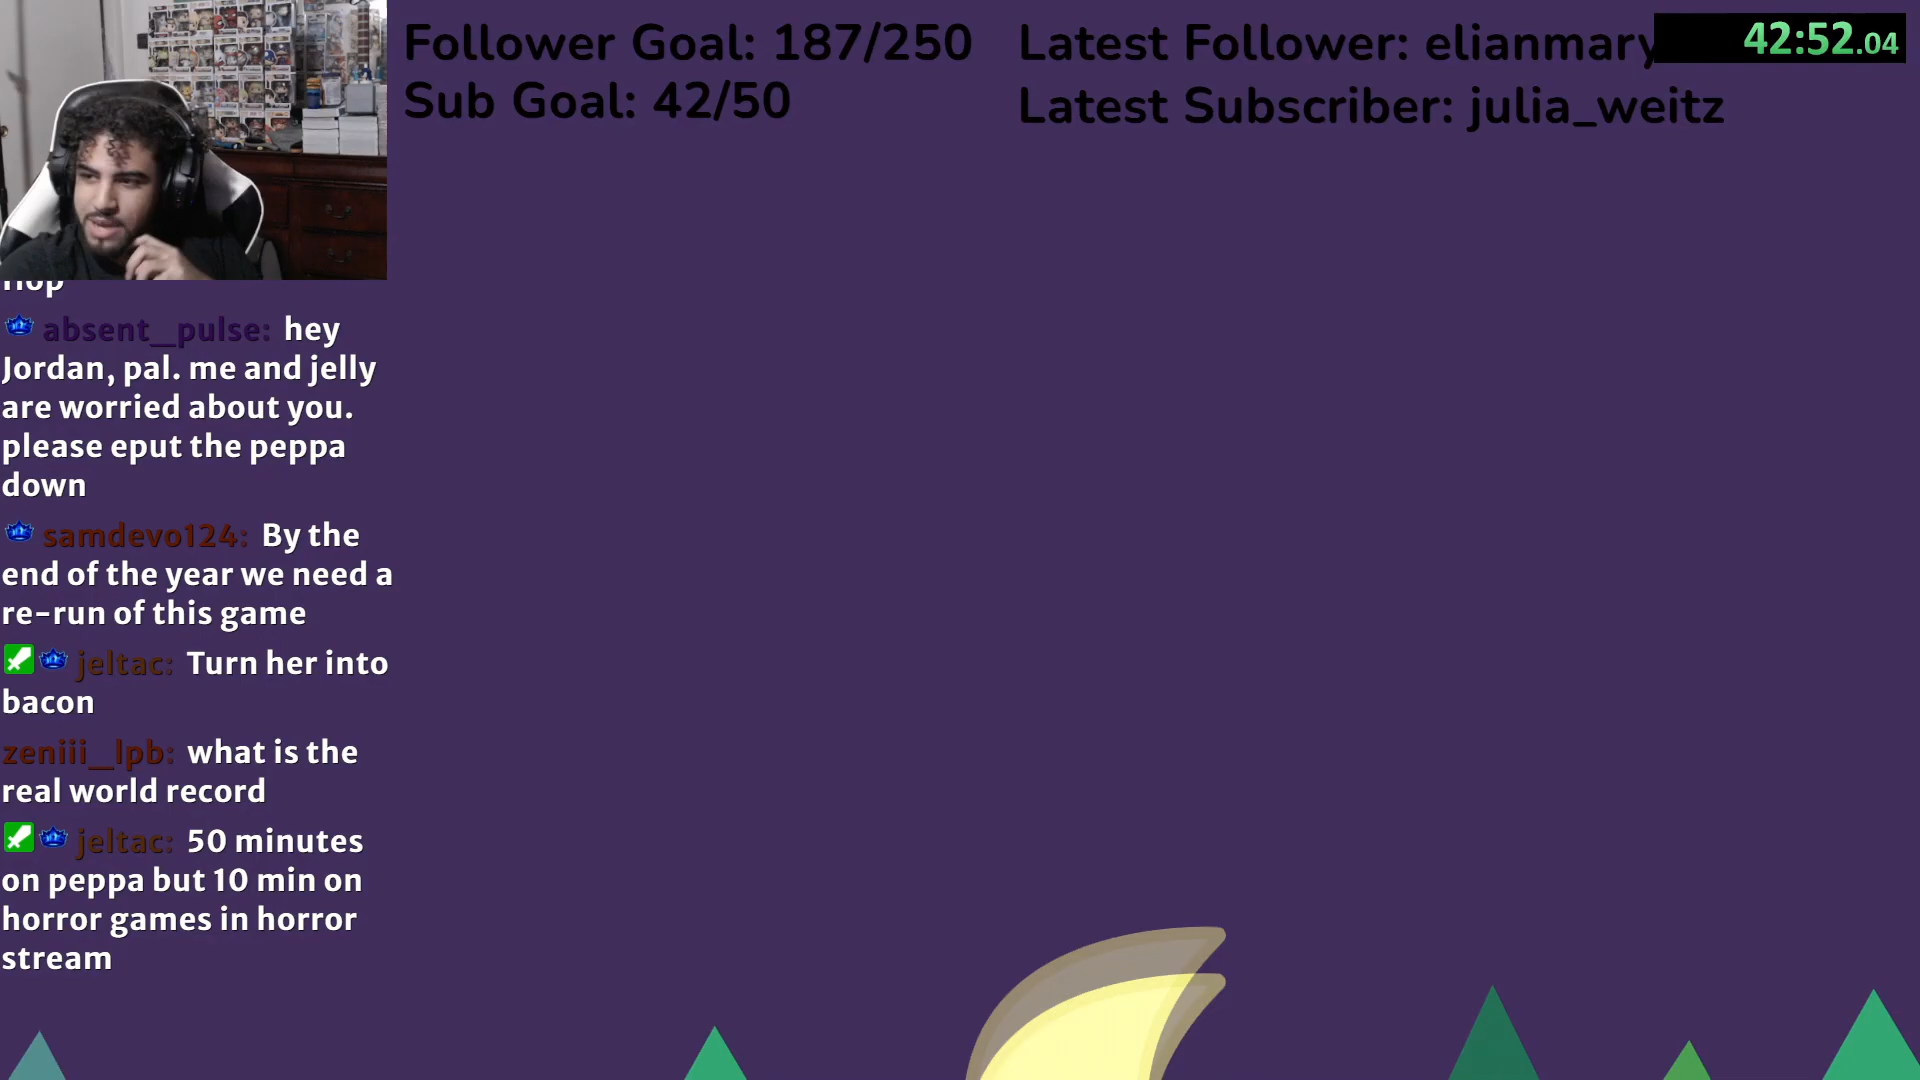 Follower Goal: 187/250
Sub Goal: 42/50
Latest Follower: elianmary
Latest Subscriber: julia_weitz
42:52.04
absent_pulse: hey
Jordan, pal. me and jelly
are worried about you.
please eput the peppa
down
samdevo124: By the
end of the year we need a
re-run of this game
jeltac: Turn her into
bacon
zeniii_lpb: what is the
real world record
jeltac: 50 minutes
on peppa but 10 min on
horror games in horror
stream